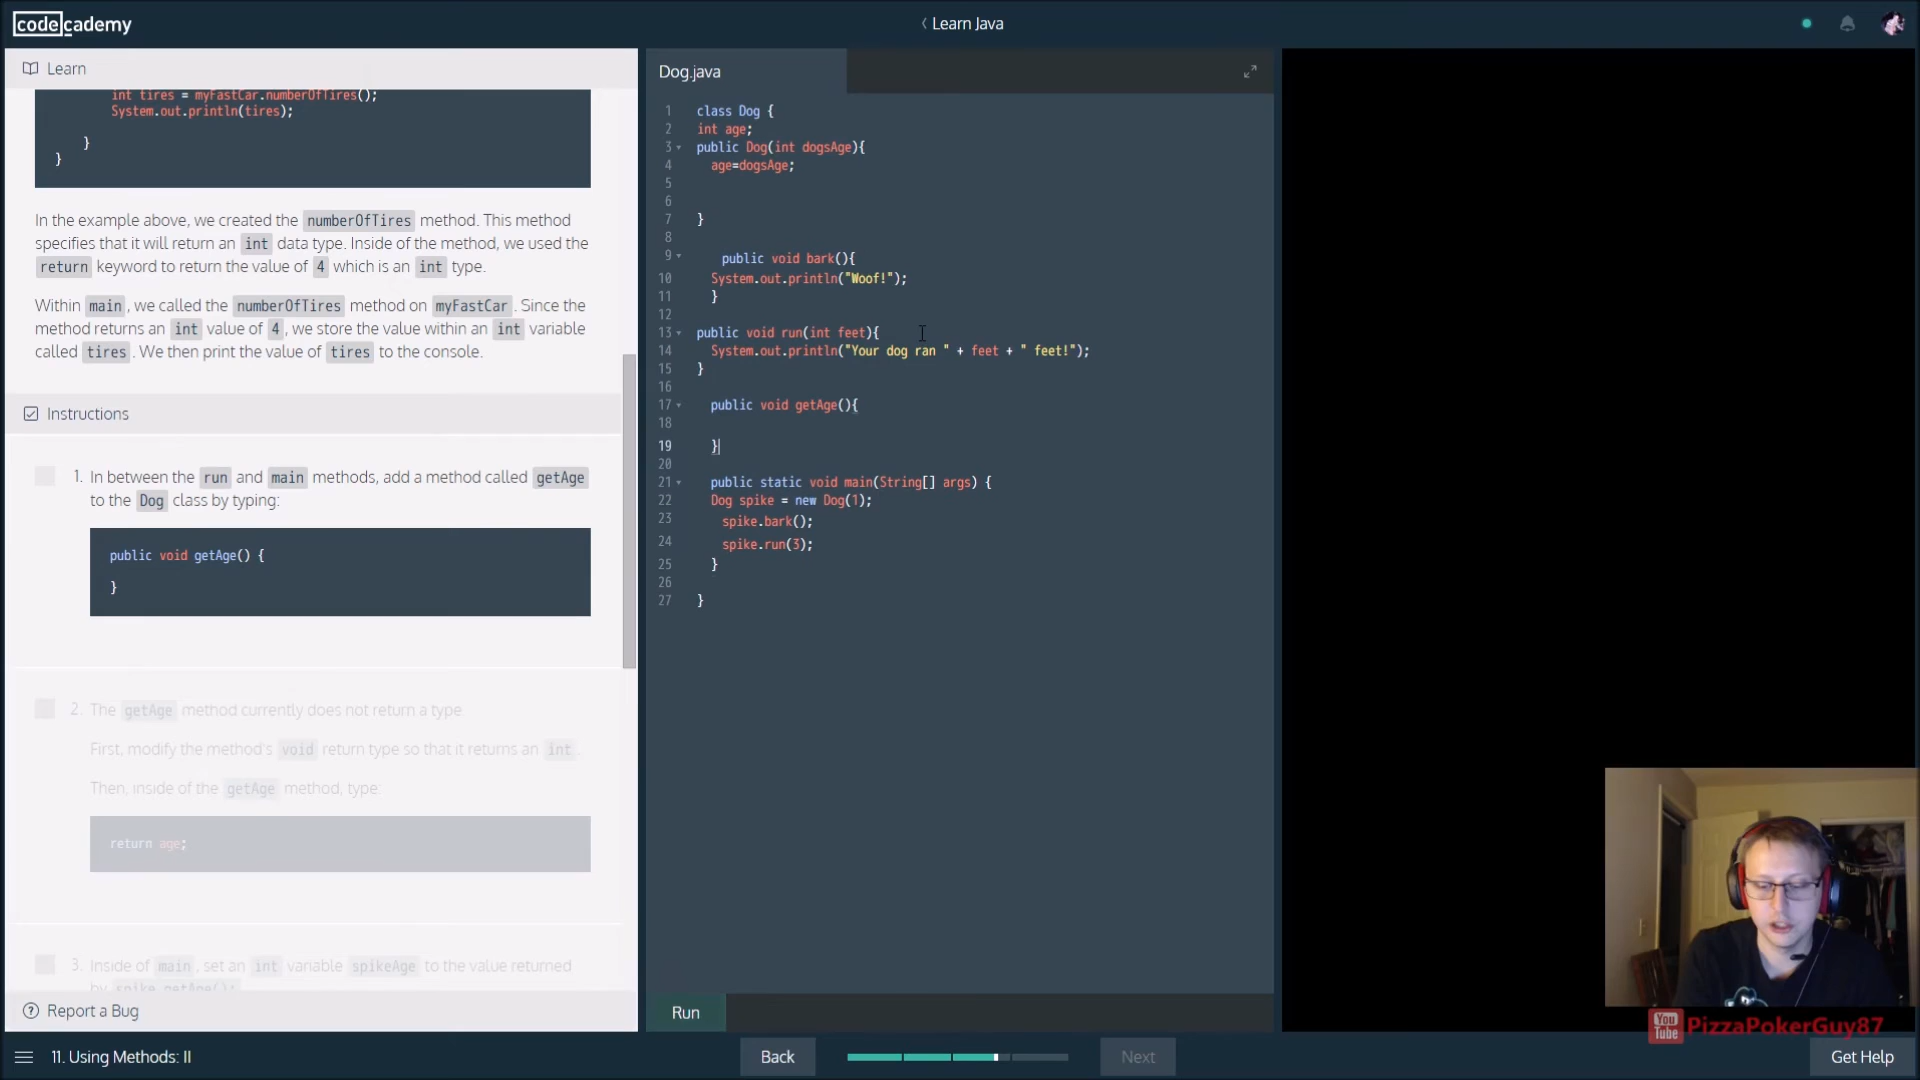 codecademy
Learn Java
Learn
int tires = myFastCar.numberOfTires();
System.out.println(tires);
}
}
In the example above, we created the numberOfTires method. This method
specifies that it will return an int data type. Inside of the method, we used the
return keyword to return the value of 4 which is an int type.
Within main, we called the numberOfTires method on myFastCar. Since the
method returns an int value of 4, we store the value within an int variable
called tires. We then print the value of tires to the console.
Instructions
1. In between the run and main methods, add a method called getAge
to the Dog class by typing:
public void getAge() {
}
2. The getAge method currently does not return a type.
First, modify the method's void return type so that it returns an int.
Then, inside of the getAge method, type:
return age;
3. Inside of main, set an int variable spikeAge to the value returned
by spike.getAge();
Report a Bug
Dog.java
1 class Dog {
2 int age;
3 public Dog(int dogsAge){
4 age=dogsAge;
5
6
7 }
8
9 public void bark(){
10 System.out.println("Woof!");
11 }
12
13 public void run(int feet){
14 System.out.println("Your dog ran " + feet + " feet!");
15 }
16
17 public void getAge(){
18
19 }
20
21 public static void main(String[] args) {
22 Dog spike = new Dog(1);
23 spike.bark();
24 spike.run(3);
25 }
26
27 }
Run
You Tube PizzaPokerGuy87
11. Using Methods: II
Back
Next
Get Help